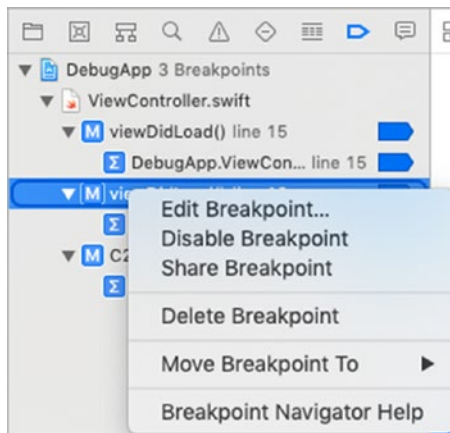 DebugApp 3 Breakpoints
ViewController.swift
M viewDidLoad() line 15
Σ DebugApp.ViewCon... line 15
M
Σ
M C2
Σ
Edit Breakpoint...
Disable Breakpoint
Share Breakpoint
Delete Breakpoint
Move Breakpoint To
Breakpoint Navigator Help